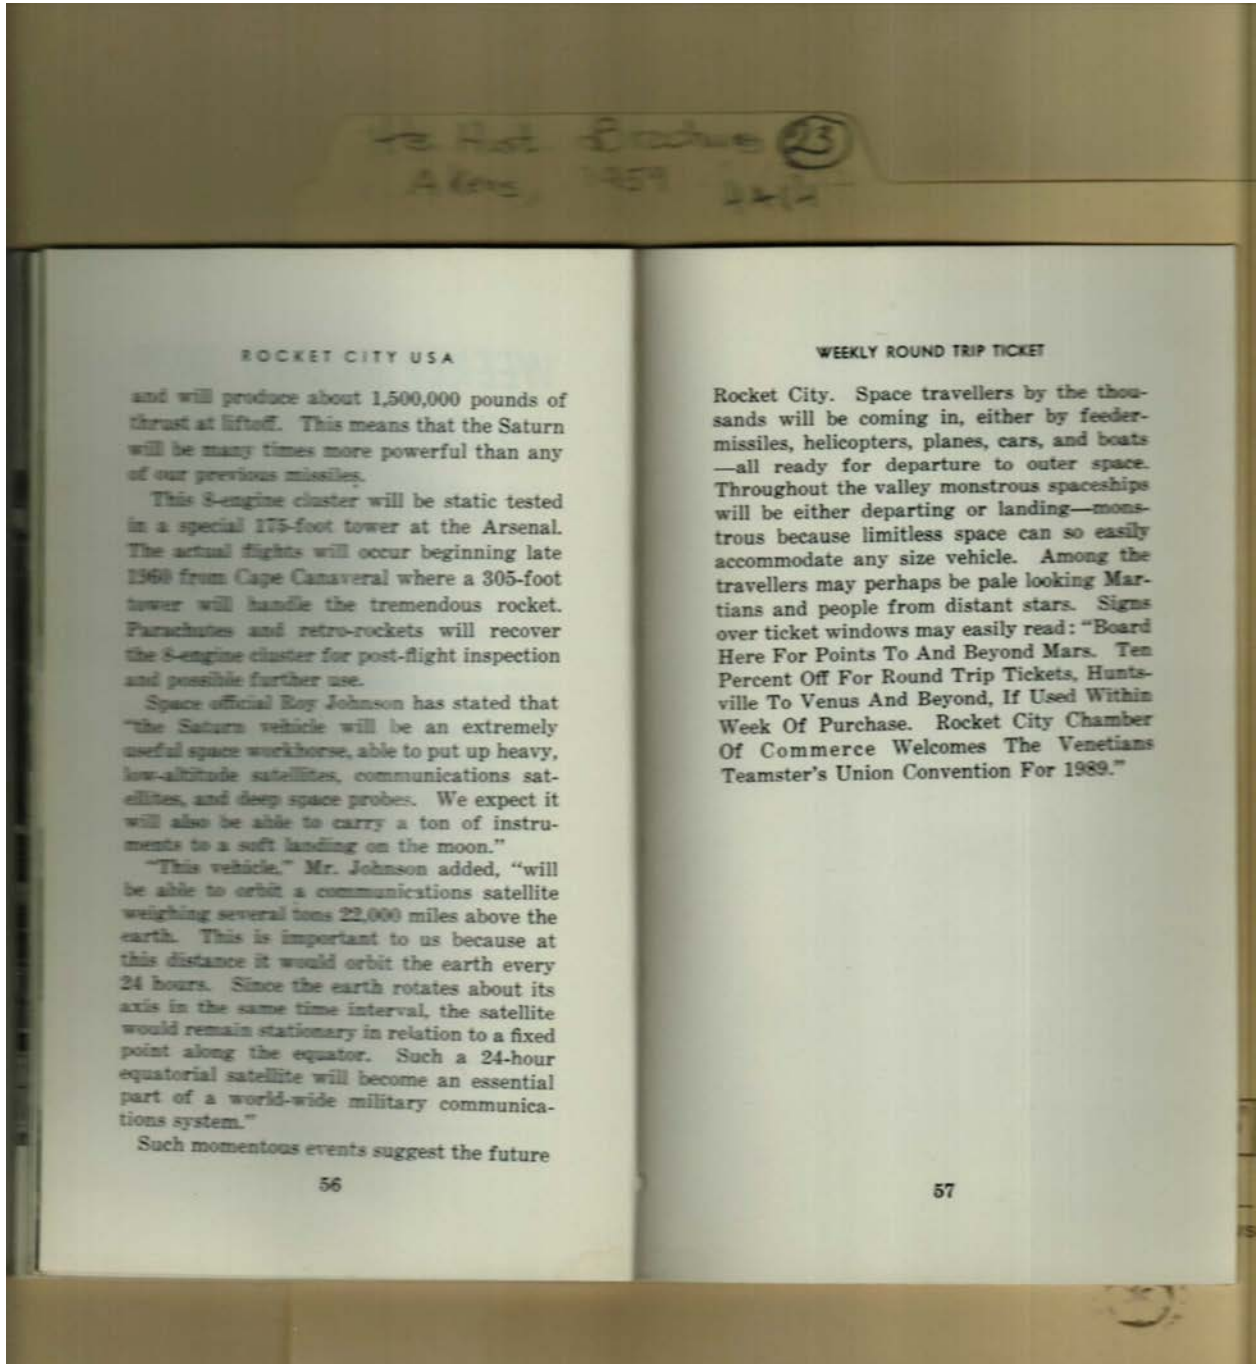 23
1959
ROCKET CITY USA
and will produce about 1,500,000 pounds of
thrust at liftoff. This means that the Saturn
will be many times more powerful than any
of our previous missiles.
This 8-engine cluster will be static tested
in a special 175-foot tower at the Arsenal.
The actual flights will occur beginning late
1960 from Cape Canaveral where a 305-foot
tower will handle the tremendous rocket.
Parachutes and retro-rockets will recover
the 8-engine cluster for post-flight inspection
and possible further use.
Space official Roy Johnson has stated that
"the Saturn vehicle will be an extremely
useful space workhorse, able to put up heavy,
low-altitude satellites, communications sat-
ellites, and deep space probes. We expect it
will also be able to carry a ton of instru-
ments to a soft landing on the moon."
"This vehicle," Mr. Johnson added, "will
be able to orbit a communications satellite
weighing several tons 22,000 miles above the
earth. This is important to us because at
this distance it would orbit the earth every
24 hours. Since the earth rotates about its
axis in the same time interval, the satellite
would remain stationary in relation to a fixed
point along the equator. Such a 24-hour
equatorial satellite will become an essential
part of a world-wide military communica-
tions system."
Such momentous events suggest the future
56
WEEKLY ROUND TRIP TICKET
Rocket City. Space travellers by the thou-
sands will be coming in, either by feeder-
missiles, helicopters, planes, cars, and boats
—all ready for departure to outer space.
Throughout the valley monstrous spaceships
will be either departing or landing—mons-
trous because limitless space can so easily
accommodate any size vehicle. Among the
travellers may perhaps be pale looking Mar-
tians and people from distant stars. Signs
over ticket windows may easily read: "Board
Here For Points To And Beyond Mars. Ten
Percent Off For Round Trip Tickets, Hunts-
ville To Venus And Beyond, If Used Within
Week Of Purchase. Rocket City Chamber
Of Commerce Welcomes The Venetians
Teamster's Union Convention For 1989."
57